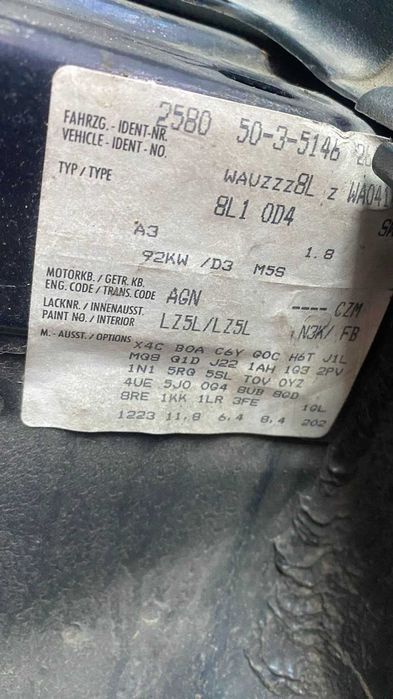 2580 50-3-5146
FAHRZG. - IDENT-NR.
VEHICLE - IDENT - NO.
WAUZZZ8L Z WA041
TYP / TYPE
8L1 0D4
A3 1.8
92KW /D3 M5S
MOTORKB. / GETR. KB.
ENG. CODE / TRANS. CODE AGN ---- CZM
LACKNR. / INNENAUSST.
PAINT NO. / INTERIOR LZ5L/LZ5L N3K/ FB
M. - AUSST. / OPTIONS
X4C B0A C6Y G0C H6T J1L
MG9 Q1D J22 1AH 1G3 2PV
1N1 5RG 5SL T0V 0YZ
4UE 5J0 0G4 8UB 8GD
8RE 1KK 1LR 3FE 1GL
1223 11,8 6,4 8,4 202